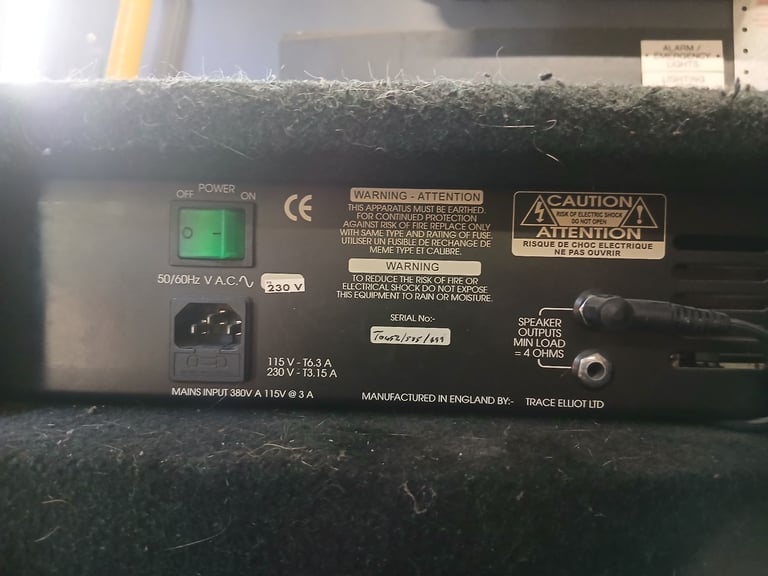 ALARM /
EMERGENCY
LIGHTS
LIGHTING
POWER
OFF
ON
CE
50/60Hz V A.C.
230 V
115 V - T6.3 A
230 V - T3.15 A
MAINS INPUT 380V A 115V @ 3 A
WARNING - ATTENTION
THIS APPARATUS MUST BE EARTHED.
FOR CONTINUED PROTECTION
AGAINST RISK OF FIRE REPLACE ONLY
WITH SAME TYPE AND RATING OF FUSE
UTILISER UN FUSIBLE DE RECHANGE DE
MEME TYPE ET CALIBRE.
WARNING
TO REDUCE THE RISK OF FIRE OR
ELECTRICAL SHOCK DO NOT EXPOSE
THIS EQUIPMENT TO RAIN OR MOISTURE.
SERIAL No:-
MANUFACTURED IN ENGLAND BY:- TRACE ELLIOT LTD
CAUTION
RISK OF ELECTRIC SHOCK
DO NOT OPEN
ATTENTION
RISQUE DE CHOC ELECTRIQUE
NE PAS OUVRIR
SPEAKER
OUTPUTS
MIN LOAD
= 4 OHMS